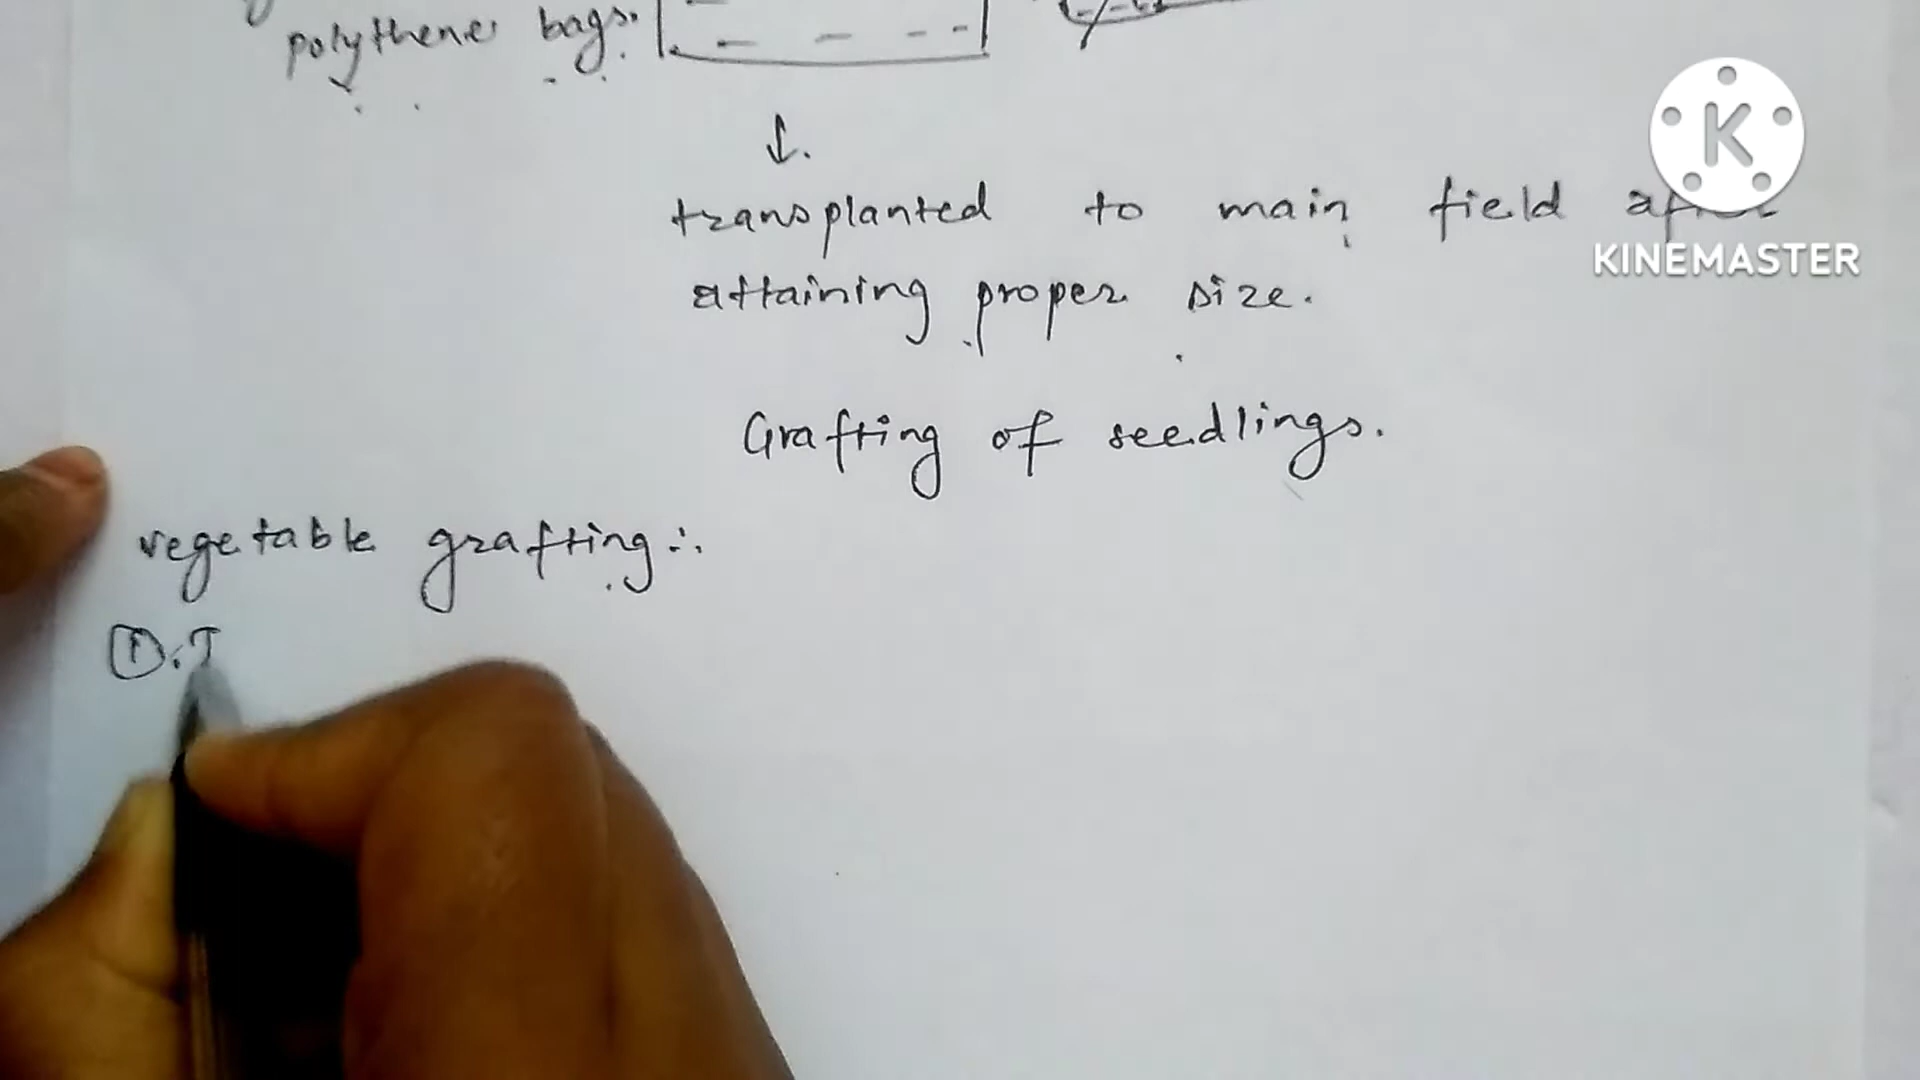 polythene bags.
↓.
transplanted to main field
attaining proper size.
Grafting of seedlings.
vegetable grafting :-
①. T
K
KINEMASTER